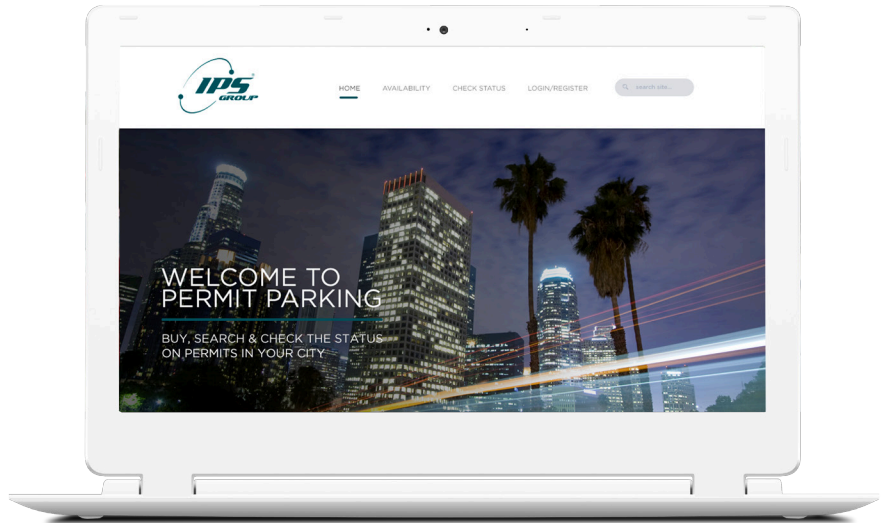 IPS
GROUP
HOME AVAILABILITY CHECK STATUS LOGIN/REGISTER search site...
WELCOME TO
PERMIT PARKING
BUY, SEARCH & CHECK THE STATUS
ON PERMITS IN YOUR CITY